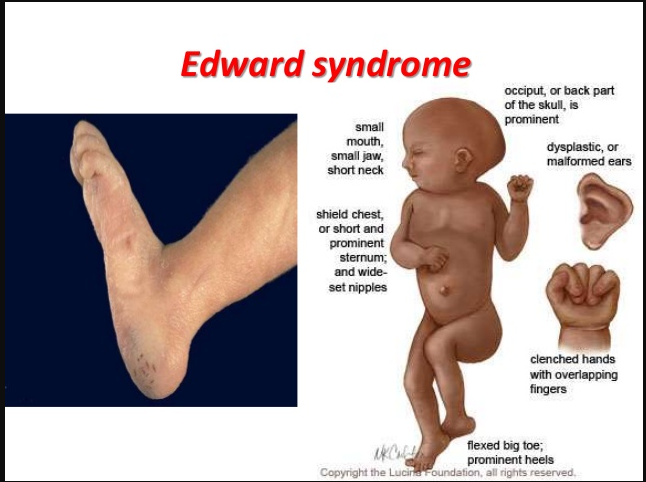 Edward syndrome
occiput, or back part
of the skull, is
prominent
small
mouth,
small jaw,
short neck
dysplastic, or
malformed ears
shield chest,
or short and
prominent
sternum;
and wide-
set nipples
clenched hands
with overlapping
fingers
flexed big toe;
prominent heels
Copyright the Lucina Foundation, all rights reserved.